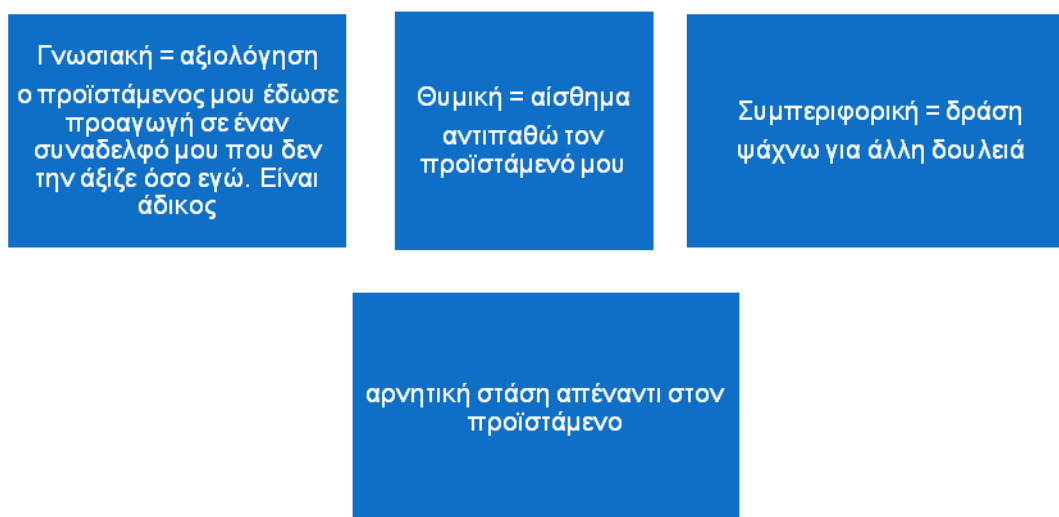 Γνωσιακή = αξιολόγηση
ο προϊστάμενος μου έδωσε
προαγωγή σε έναν
συναδελφό μου που δεν
την άξιζε όσο εγώ. Είναι
άδικος
Θυμική = αίσθημα
αντιπαθώ τον
προϊστάμενό μου
Συμπεριφορική = δράση
ψάχνω για άλλη δουλειά
αρνητική στάση απέναντι στον
προϊστάμενο